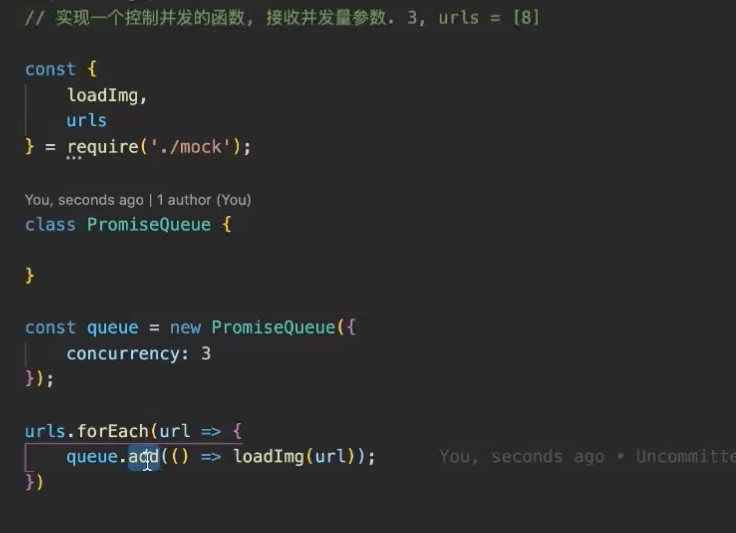 // 实现一个控制并发的函数, 接收并发量参数. 3, urls = [8]
const {
loadImg,
urls
} = require('./mock');
You, seconds ago | 1 author (You)
class PromiseQueue {
}
const queue = new PromiseQueue({
concurrency: 3
});
urls.forEach(url => {
queue.add(() => loadImg(url)); You, seconds ago • Uncommitte
})